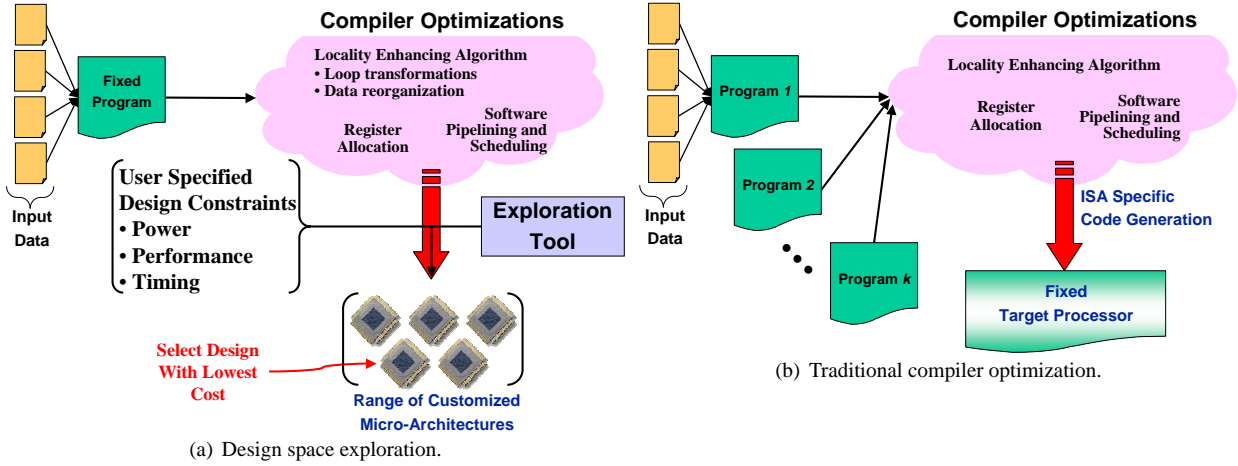 Compiler Optimizations
Locality Enhancing Algorithm
• Loop transformations
• Data reorganization
Register
Allocation
Software
Pipelining and
Scheduling
Fixed
Program
Input
Data
User Specified
Design Constraints
• Power
• Performance
• Timing
Exploration
Tool
Select Design
With Lowest
Cost
Range of Customized
Micro-Architectures
(a) Design space exploration.
Compiler Optimizations
Locality Enhancing Algorithm
Register
Allocation
Software
Pipelining and
Scheduling
Program 1
Program 2
Program k
Input
Data
ISA Specific
Code Generation
Fixed
Target Processor
(b) Traditional compiler optimization.